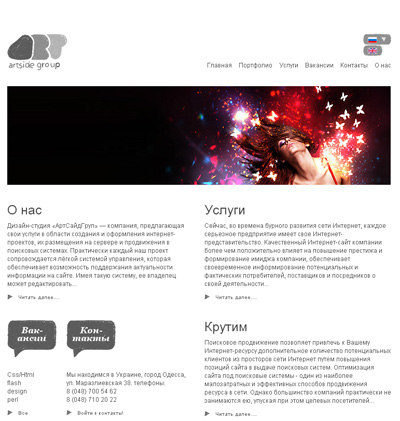 ART
artside group
Главная Портфолио Услуги Вакансии Контакты О нас
О нас
Дизайн-студия «АртСайдГруп» — компания, предлагающая
свои услуги в области создания и оформления интернет-
проектов, их размещения на сервере и продвижения в
поисковых системах. Практически каждый наш проект
сопровождается лёгкой системой управления, которая
обеспечивает возможность поддержания актуальности
информации на сайте. Имея такую систему, ее владелец
может редактировать...
Читать далее...
Услуги
Сейчас, во времена бурного развития сети Интернет, каждое
серьезное предприятие имеет свое Интернет-
представительство. Качественный Интернет-сайт компании
более чем положительно влияет на повышение престижа и
формирование имиджа компании, обеспечивает
своевременное информирование потенциальных и
фактических потребителей, поставщиков и посредников о
своей деятельности...
Читать далее...
Вак-
ансии
Css/Html
flash
design
perl
Все
Кон-
такты
Мы находимся в Украине, город Одесса,
ул. Маразлиевская 38. телефоны:
8 (048) 700 54 62
8 (048) 710 20 22
Войти в контакты!
Крутим
Поисковое продвижение позволяет привлечь к Вашему
Интернет-ресурсу дополнительное количество потенциальных
клиентов из просторов сети Интернет путем повышения
позиций сайта в выдаче поисковых систем. Оптимизация
сайта под поисковые системы - один из наиболее
малозатратных и эффективных способов продвижения
ресурса в сети. Однако большинство компаний практически не
занимаются ею, упуская при этом целевых посетителей...
Читать далее...